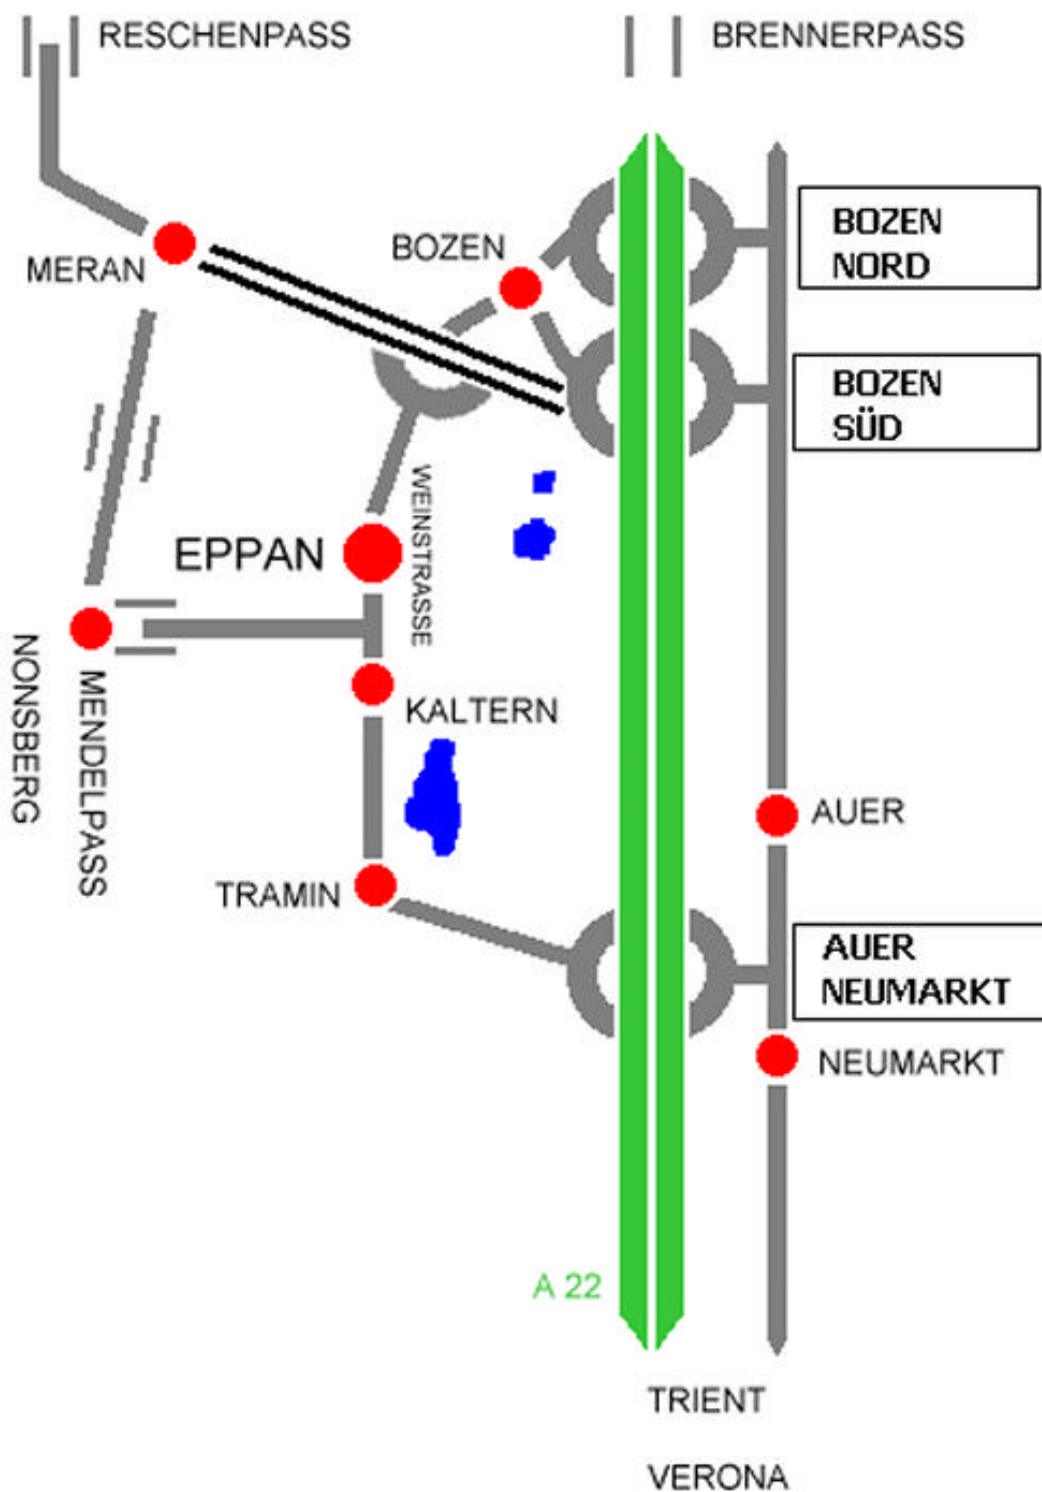 RESCHENPASS
BRENNERPASS
BOZEN
NORD
BOZEN
MERAN
BOZEN
SÜD
WEINSTRASSE
EPPAN
NONSBERG
MENDELPASS
KALTERN
AUER
TRAMIN
AUER
NEUMARKT
NEUMARKT
A 22
TRIENT
VERONA